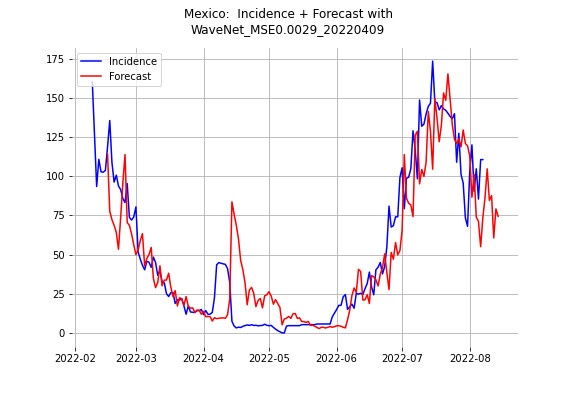 Mexico:  Incidence + Forecast with
WaveNet_MSE0.0029_20220409
Incidence
Forecast
175
150
125
100
75
50
25
0
2022-02 2022-03 2022-04 2022-05 2022-06 2022-07 2022-08